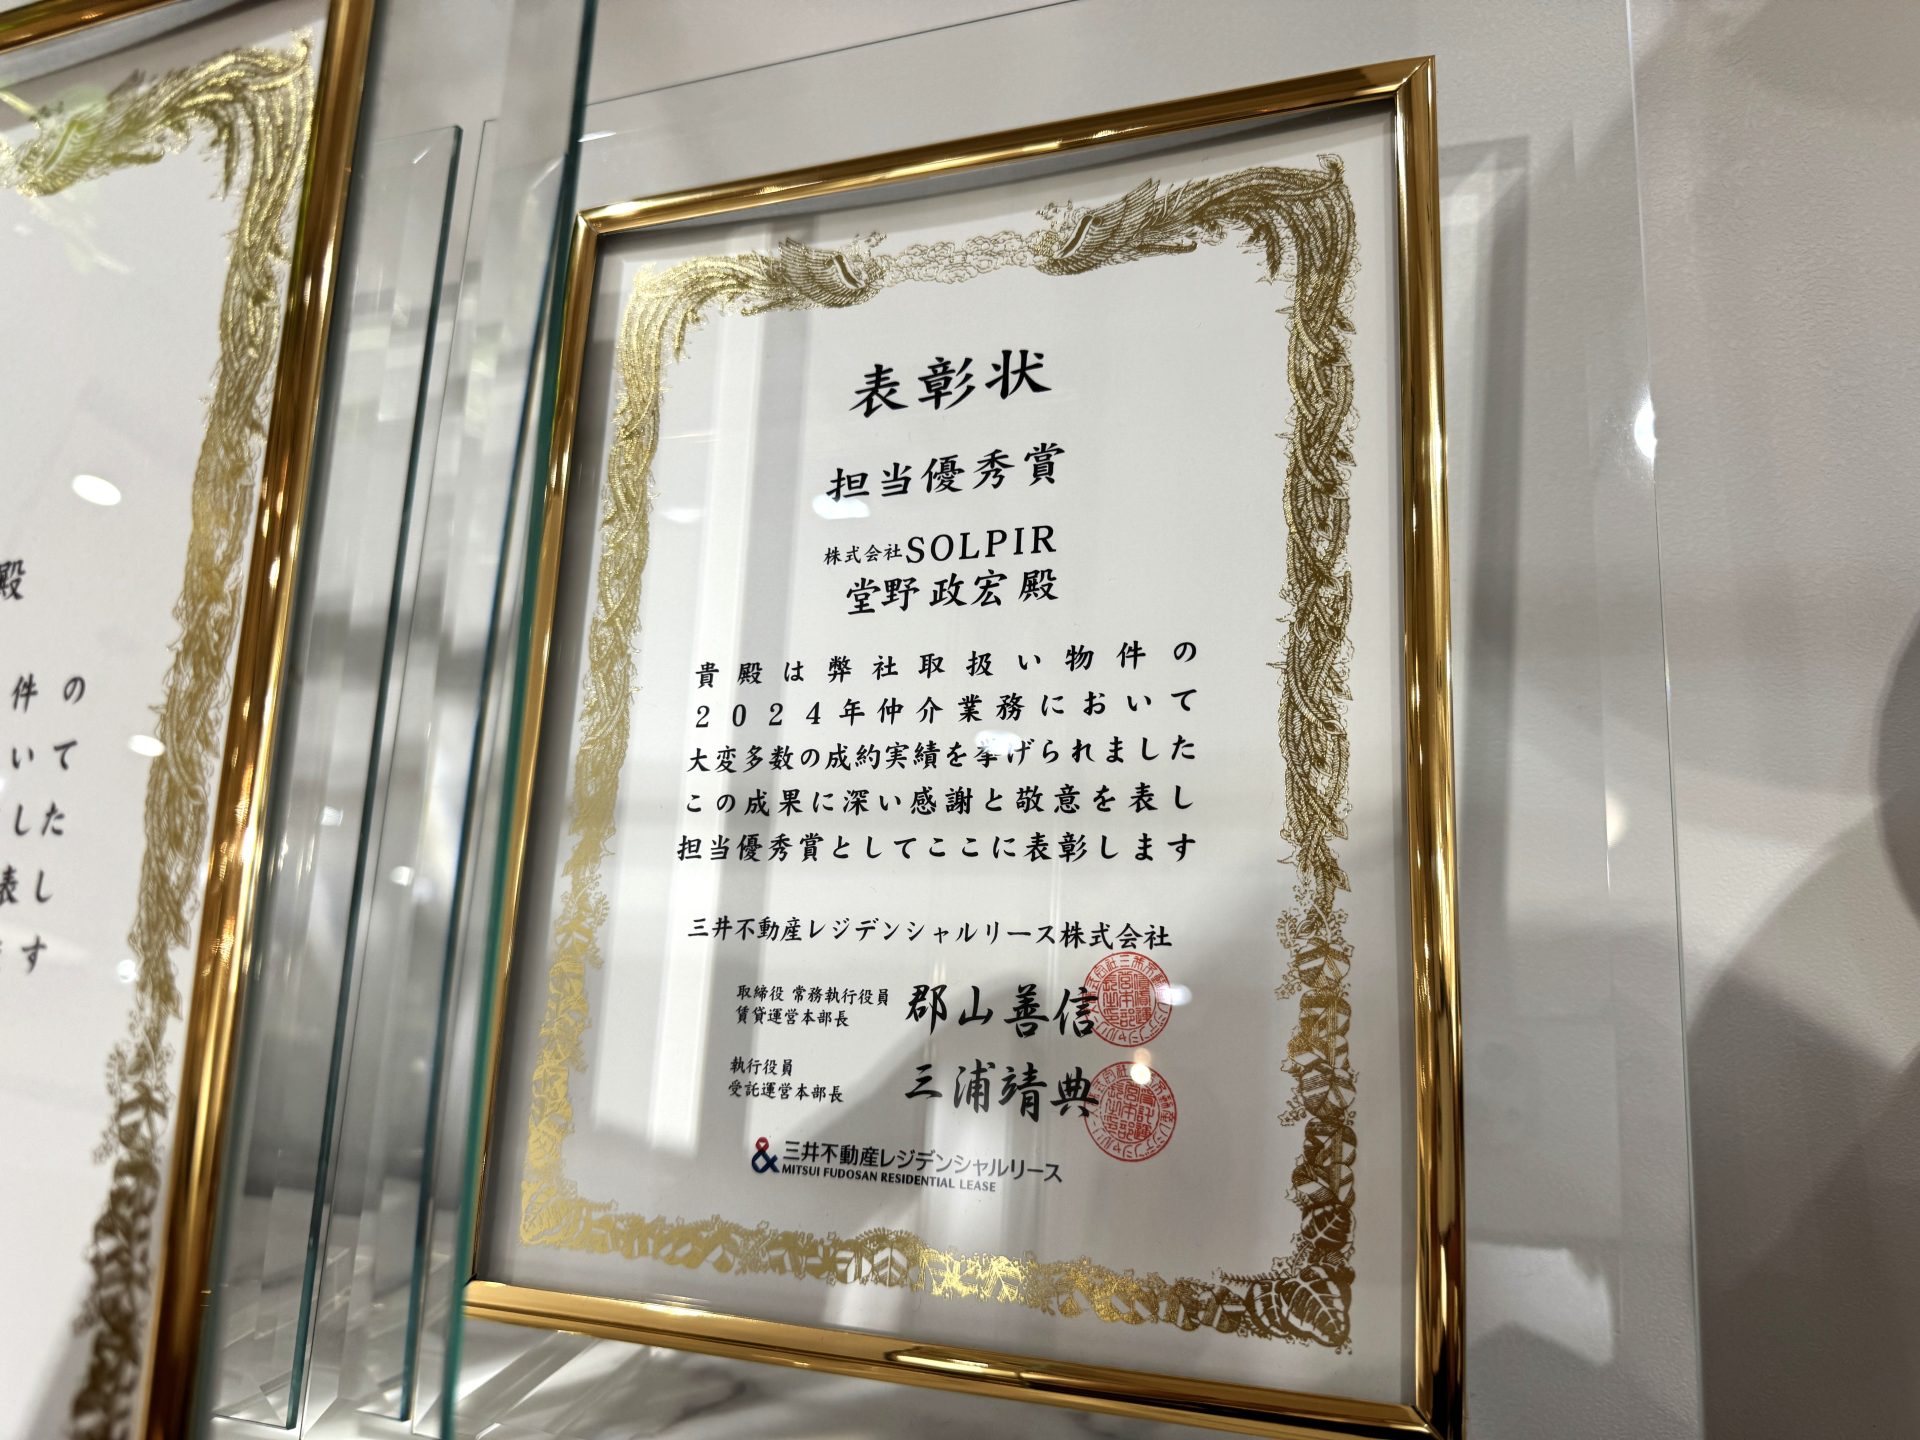 殿
件の
いて
した
表し
す
表彰状
担当優秀賞
株式会社SOLPIR
堂野政宏殿
貴殿は弊社取扱い物件の
2024年仲介業務において
大変多数の成約実績を挙げられました
この成果に深い感謝と敬意を表し
担当優秀賞としてここに表彰します
三井不動産レジデンシャルリース株式会社
取締役 常務執行役員
賃貸運営本部長
郡山善信
執行役員
受託運営本部長
三浦靖典
三井不動産レジデンシャルリース
MITSUI FUDOSAN RESIDENTIAL LEASE